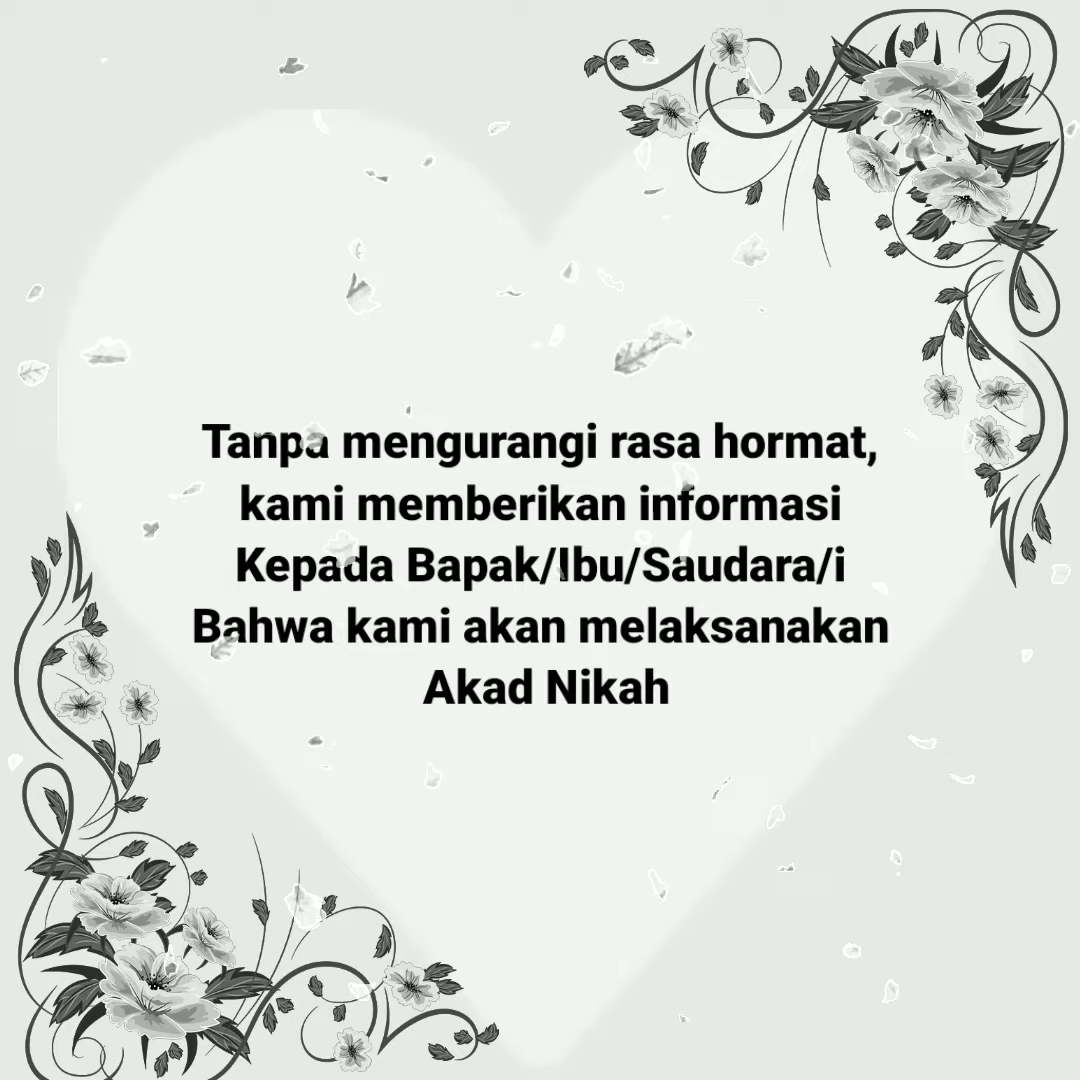 Tanpa mengurangi rasa hormat,
kami memberikan informasi
Kepada Bapak/Ibu/Saudara/i
Bahwa kami akan melaksanakan
Akad Nikah